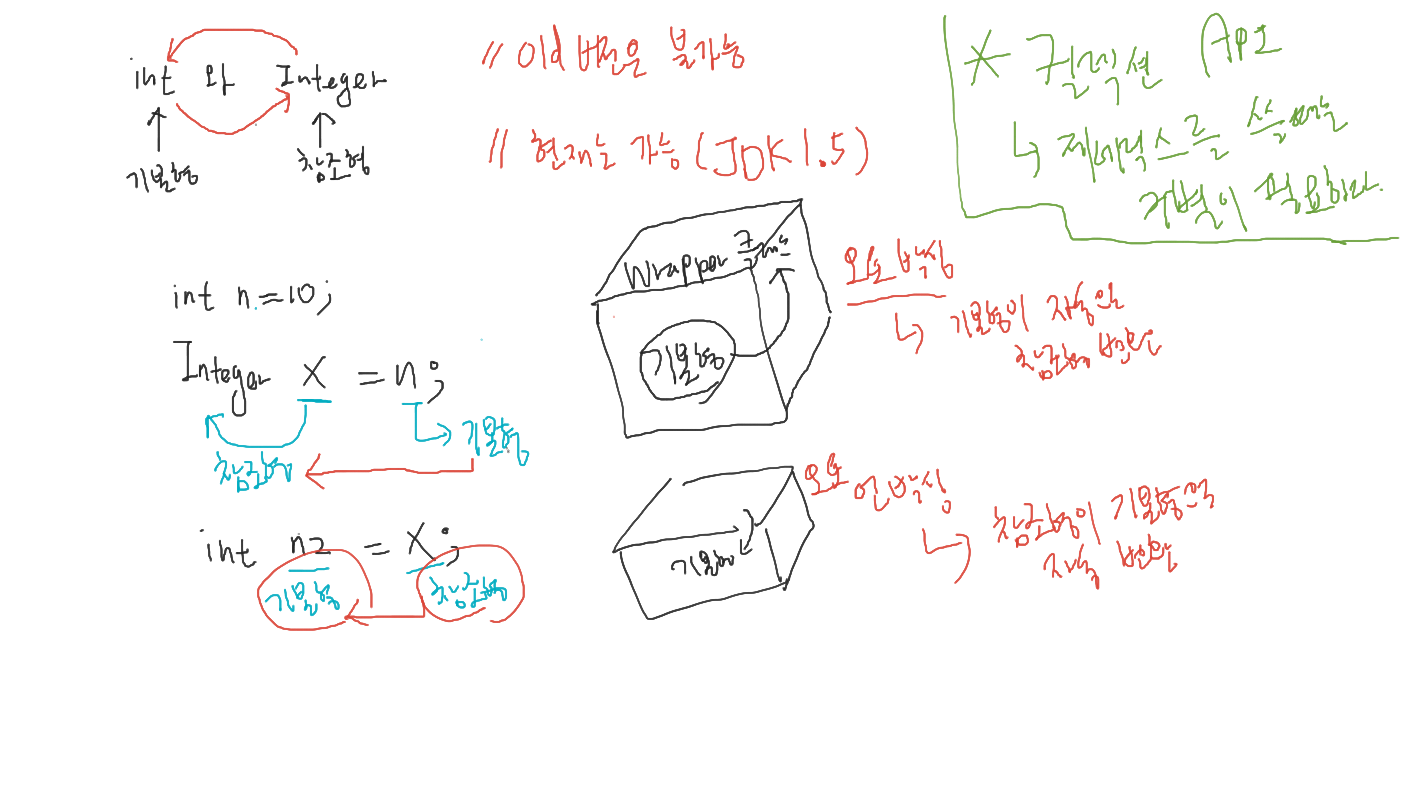 int 와 Integer
기본형
참조형
// old 버전은 불가능
// 현재는 가능 (JDK 1.5)
* 컬렉션 API
제네릭스를 쓸때는
개별이 필요하다.
int n = 10;
Integer x = n;
참조형
기본형
int n2 = x;
기본형
참조형
Wrapper 클래스
기본형
오토 박싱
기본형이 자동으로
참조형 변환
기본형
오토 언박싱
참조형이 기본형으로
자동 변환